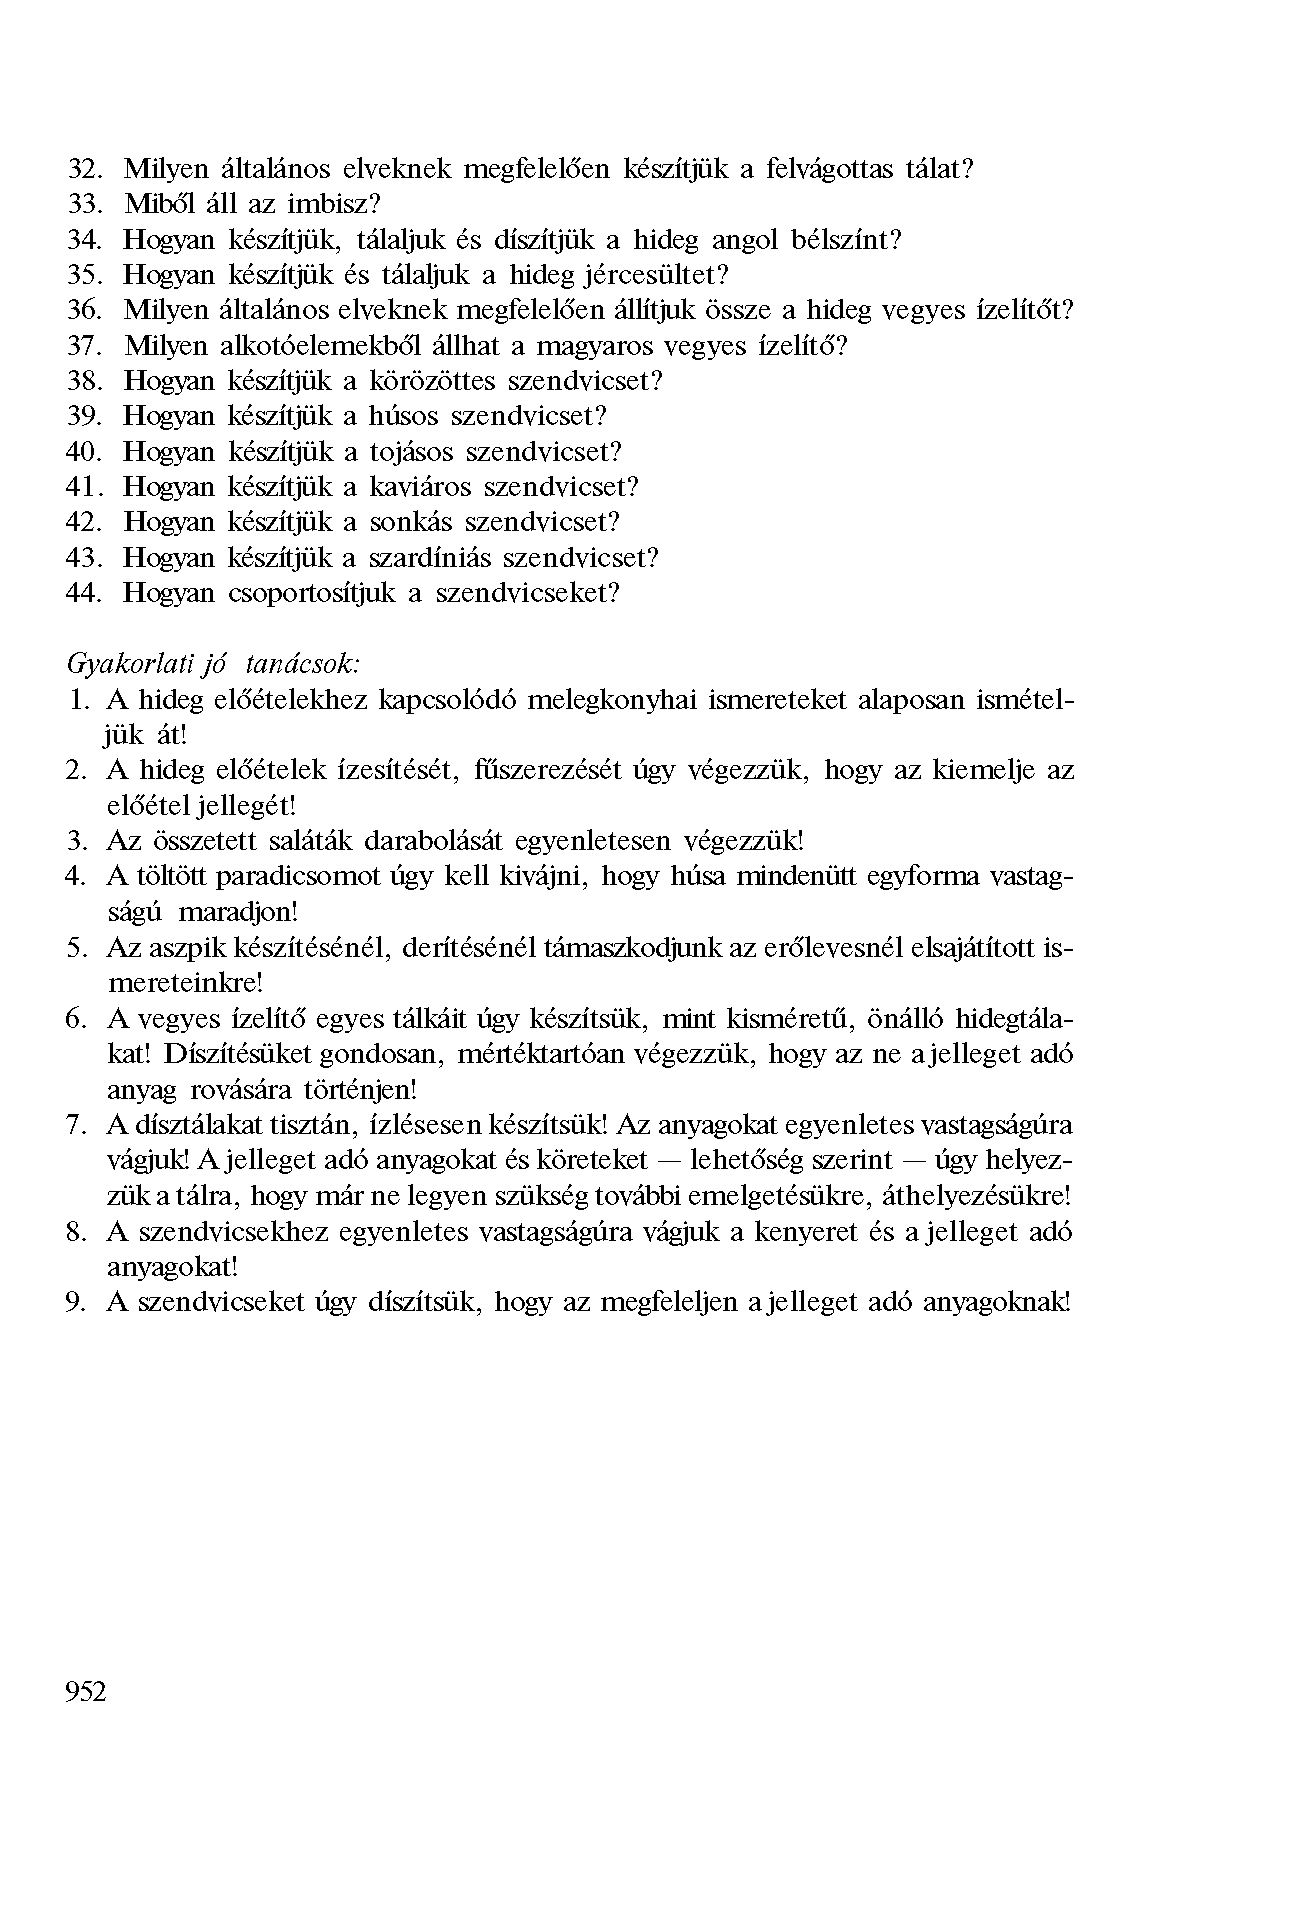 32. Milyen általános elveknek megfelelően készítjük a felvágottas tálat?
33. Miből áll az imbisz?
34. Hogyan készítjük, tálaljuk és díszítjük a hideg angol bélszínt?
35. Hogyan készítjük és tálaljuk a hideg jércesültet?
36. Milyen általános elveknek megfelelően állítjuk össze a hideg vegyes ízelítőt?
37. Milyen alkotóelemekből állhat a magyaros vegyes ízelítő?
38. Hogyan készítjük a körözöttes szendvicset?
39. Hogyan készítjük a húsos szendvicset?
40. Hogyan készítjük a tojásos szendvicset?
41. Hogyan készítjük a kaviáros szendvicset?
42. Hogyan készítjük a sonkás szendvicset?
43. Hogyan készítjük a szardíniás szendvicset?
44. Hogyan csoportosítjuk a szendvicseket?
Gyakorlati jó tanácsok:
1. A hideg előételekhez kapcsolódó melegkonyhai ismereteket alaposan ismétel-
jük át!
2. A hideg előételek ízesítését, fűszerezését úgy végezzük, hogy az kiemelje az
előétel jellegét!
3. Az összetett saláták darabolását egyenletesen végezzük!
4. A töltött paradicsomot úgy kell kivájni, hogy húsa mindenütt egyforma vastag-
ságú maradjon!
5. Az aszpik készítésénél, derítésénél támaszkodjunk az erőlevesnél elsajátított is-
mereteinkre!
6. A vegyes ízelítő egyes tálkáit úgy készítsük, mint kisméretű, önálló hidegtála-
kat! Díszítésüket gondosan, mértéktartóan végezzük, hogy az ne a jelleget adó
anyag rovására történjen!
7. A dísztálakat tisztán, ízlésesen készítsük! Az anyagokat egyenletes vastagságúra
vágjuk! A jelleget adó anyagokat és köreteket — lehetőség szerint — úgy helyez-
zük a tálra, hogy már ne legyen szükség további emelgetésükre, áthelyezésükre!
8. A szendvicsekhez egyenletes vastagságúra vágjuk a kenyeret és a jelleget adó
anyagokat!
9. A szendvicseket úgy díszítsük, hogy az megfeleljen a jelleget adó anyagoknak!
952